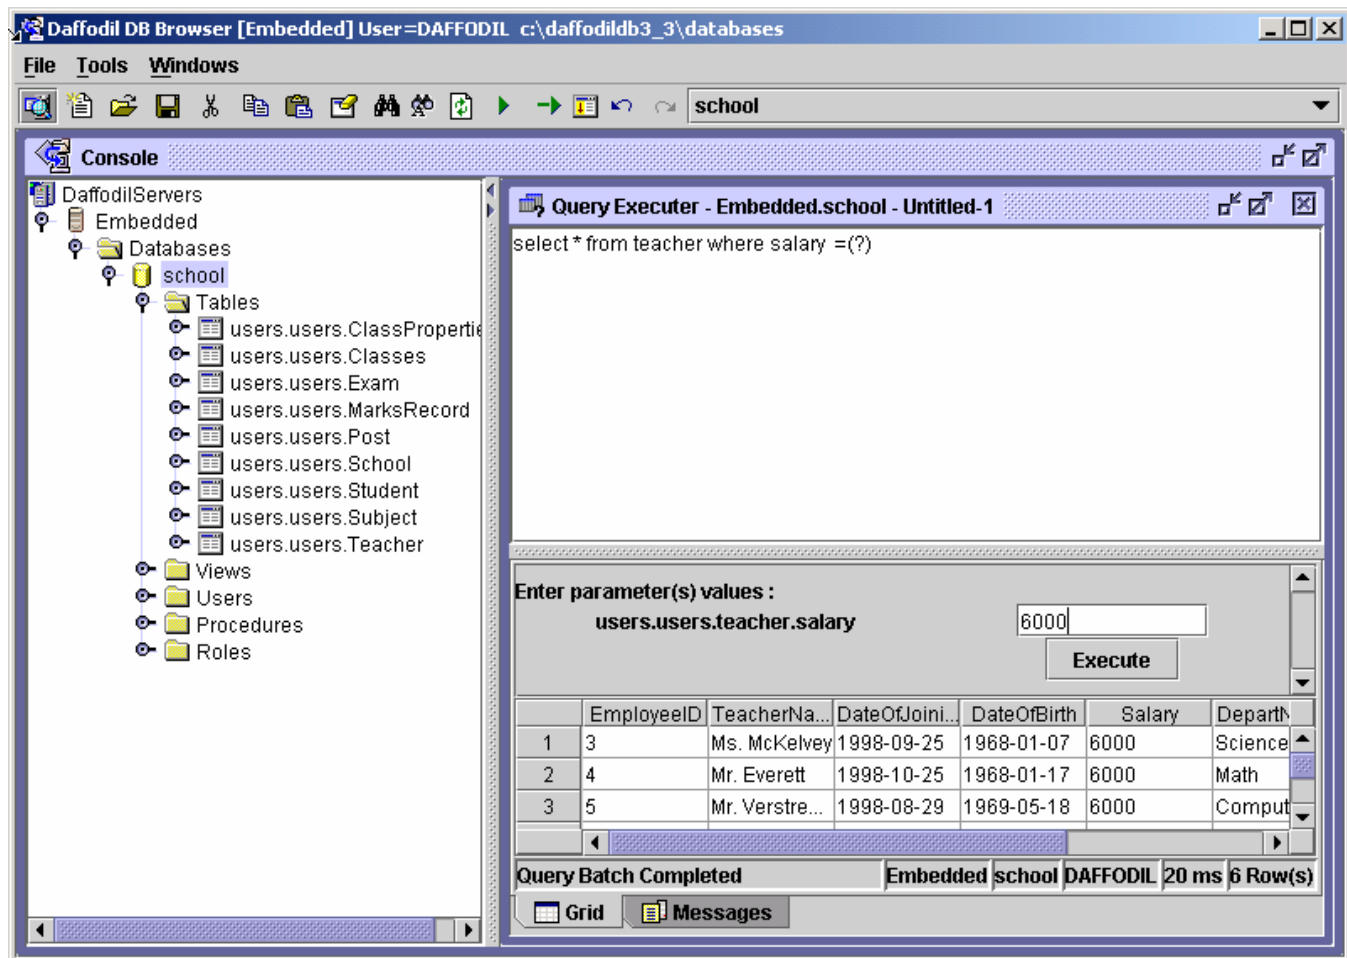 Daffodil DB Browser [Embedded] User=DAFFODIL c:\daffodildb3_3\databases
File Tools Windows
school
Console
DaffodilServers
Embedded
Databases
school
Tables
users.users.ClassPropertie
users.users.Classes
users.users.Exam
users.users.MarksRecord
users.users.Post
users.users.School
users.users.Student
users.users.Subject
users.users.Teacher
Views
Users
Procedures
Roles
Query Executer - Embedded.school - Untitled-1
select * from teacher where salary =(?)
Enter parameter(s) values :
users.users.teacher.salary 6000
Execute
EmployeeID TeacherNa... DateOfJoini... DateOfBirth Salary DepartN
1 3 Ms. McKelvey 1998-09-25 1968-01-07 6000 Science
2 4 Mr. Everett 1998-10-25 1968-01-17 6000 Math
3 5 Mr. Verstre... 1998-08-29 1969-05-18 6000 Comput
Query Batch Completed Embedded school DAFFODIL 20 ms 6 Row(s)
Grid Messages